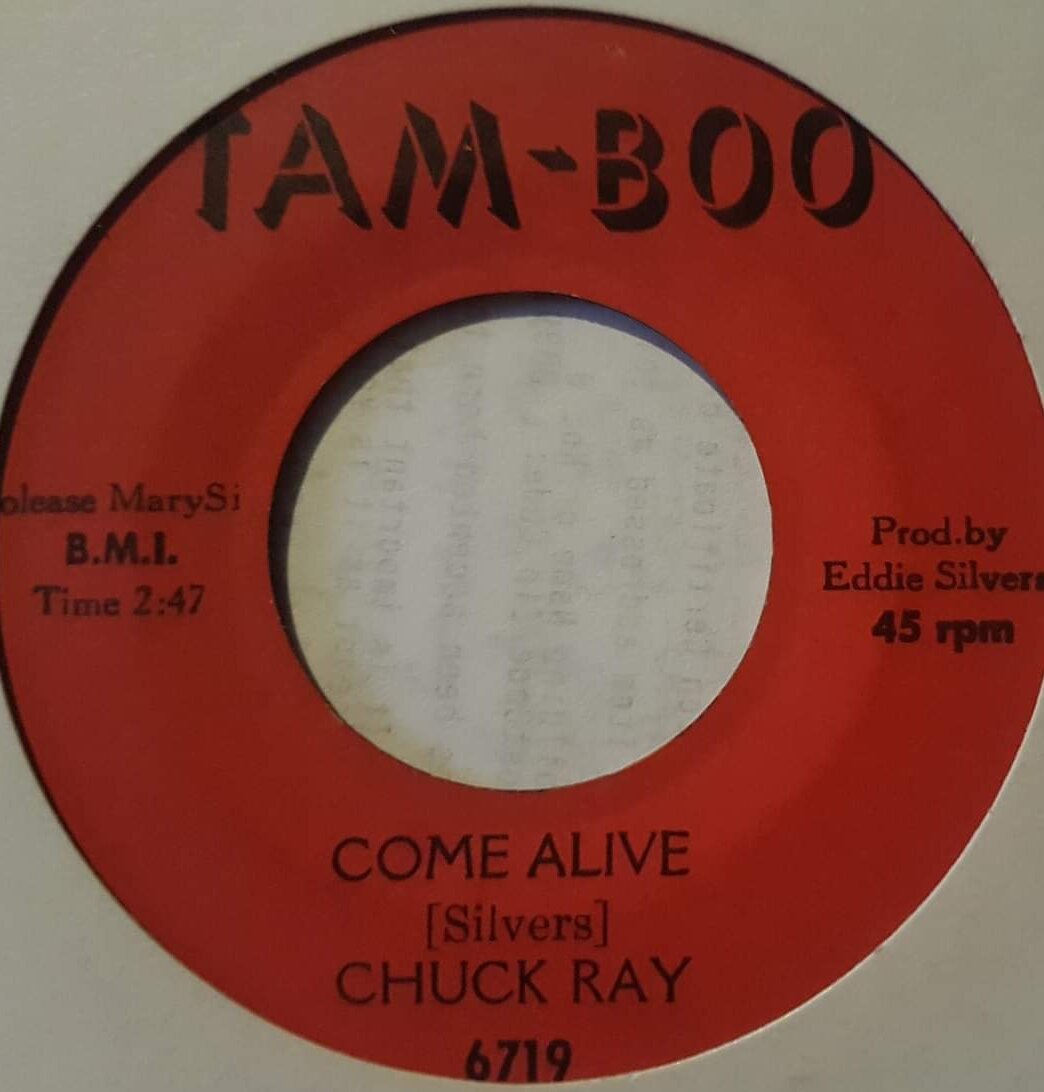 TAM-BOO
olease MarySi
B.M.I.
Time 2:47
Prod.by
Eddie Silvers
45 rpm
COME ALIVE
[Silvers]
CHUCK RAY
6719